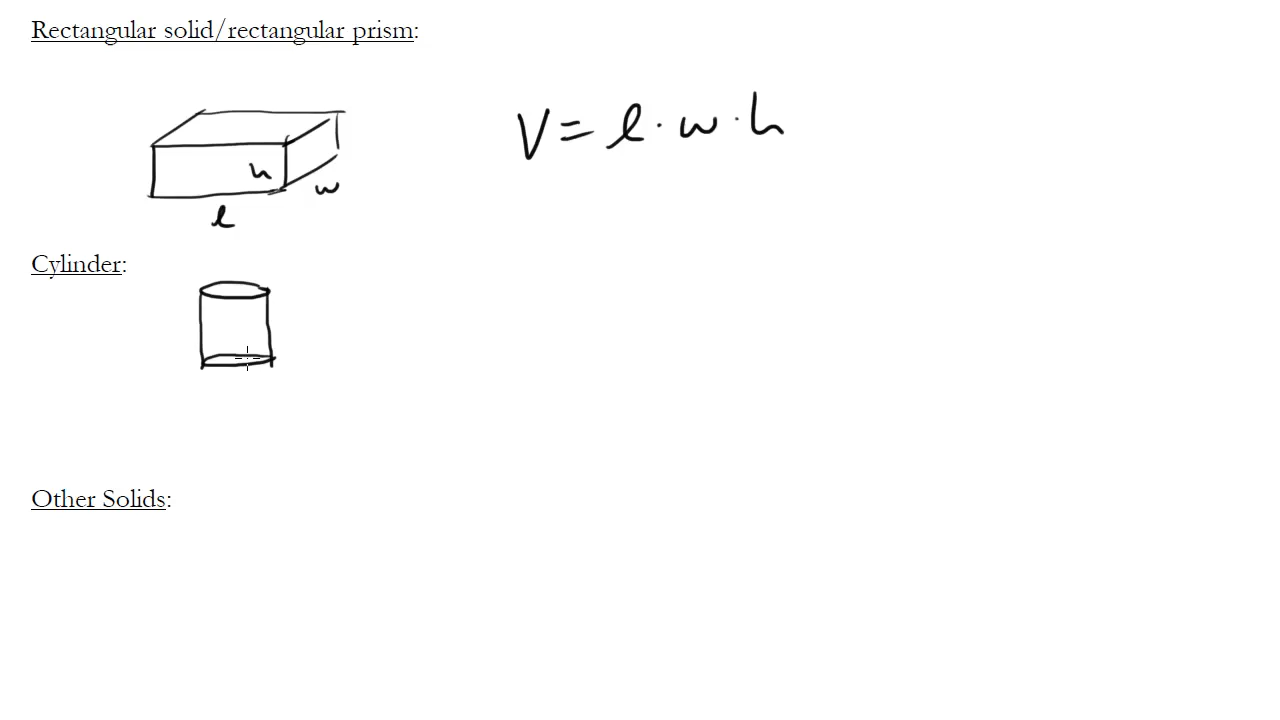 Rectangular solid/rectangular prism:
V = l · w · h
h
w
l
Cylinder:
Other Solids: